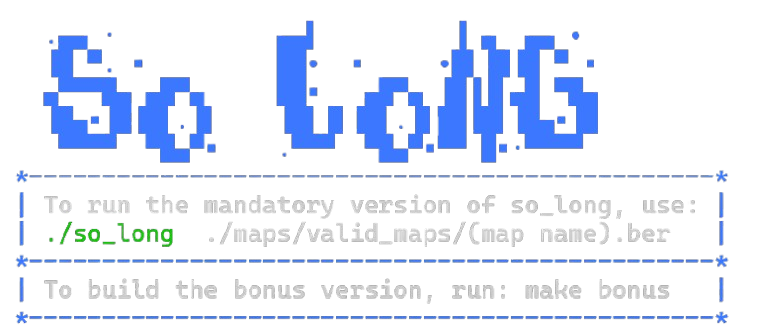 So LoNG
To run the mandatory version of so_long, use:
./so_long ./maps/valid_maps/(map name).ber
To build the bonus version, run: make bonus